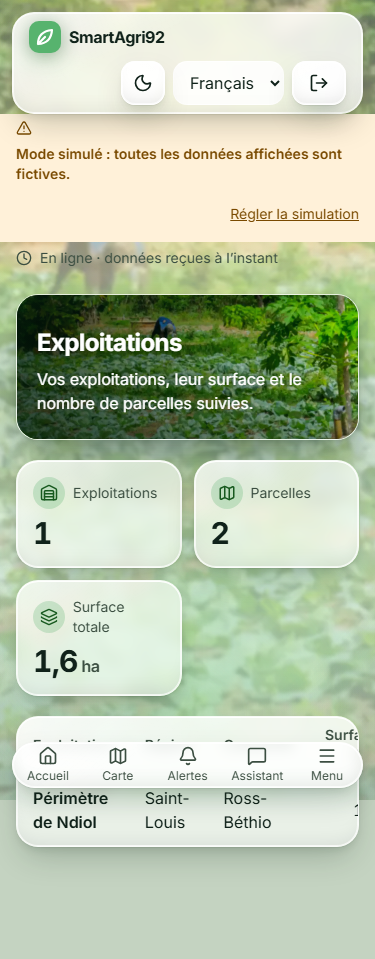 SmartAgri92
Français
Mode simulé : toutes les données affichées sont
fictives.
Régler la simulation
En ligne · données reçues à l’instant
Exploitations
Vos exploitations, leur surface et le
nombre de parcelles suivies.
Exploitations
1
Parcelles
2
Surface
totale
1,6 ha
Accueil
Carte
Alertes
Assistant
Menu
Périmètre
de Ndiol
Saint-
Louis
Ross-
Béthio